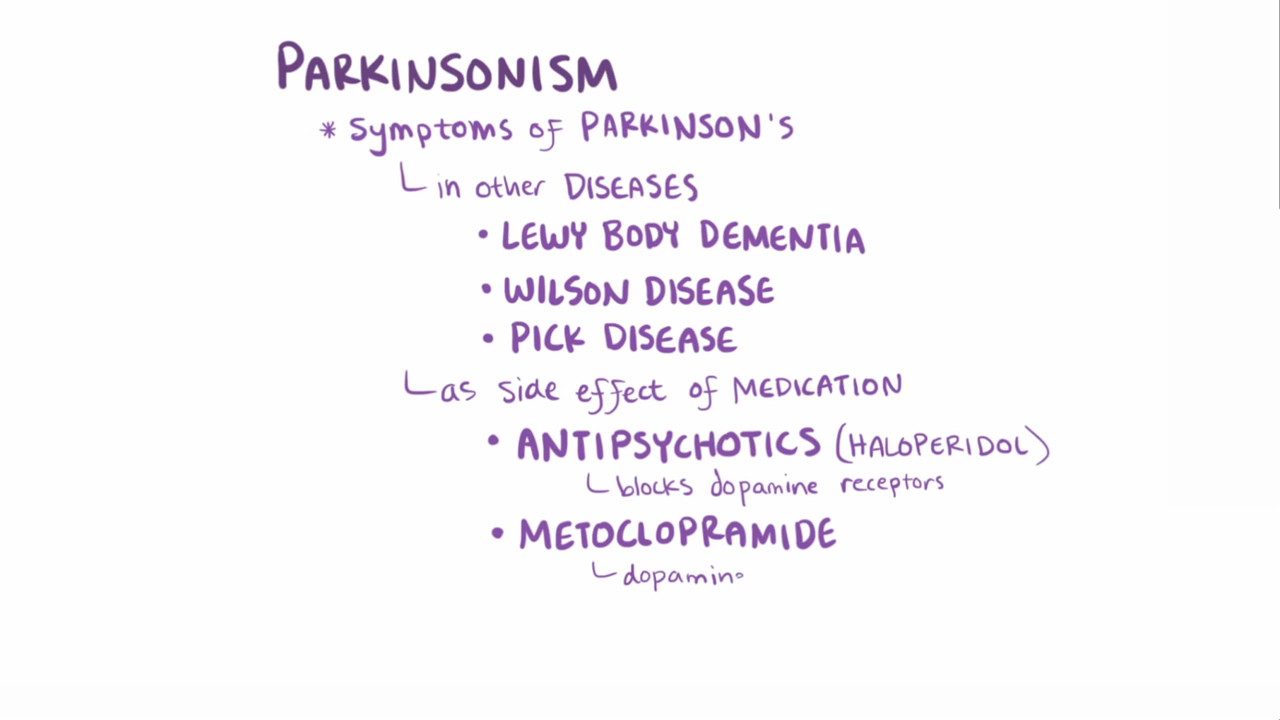 PARKINSONISM
* Symptoms of PARKINSON'S
in other DISEASES
• LEWY BODY DEMENTIA
• WILSON DISEASE
• PICK DISEASE
as side effect of MEDICATION
• ANTIPSYCHOTICS (HALOPERIDOL)
blocks dopamine receptors
• METOCLOPRAMIDE